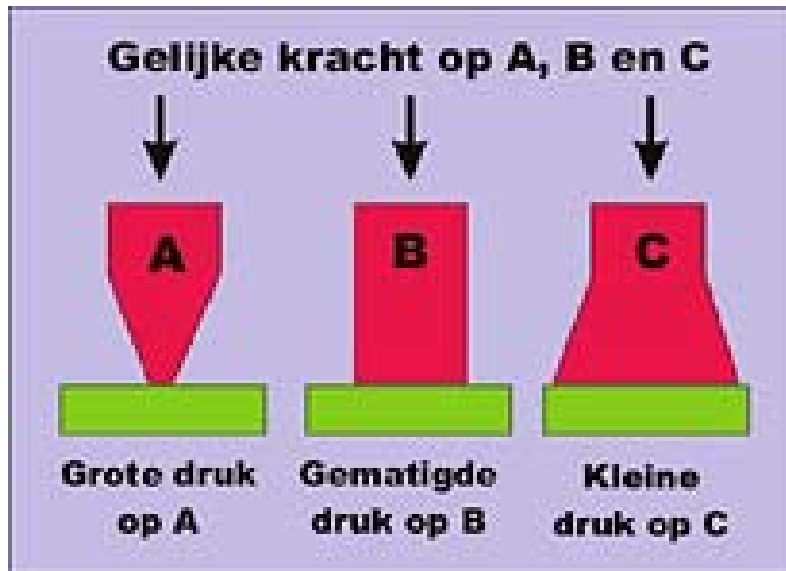 Gelijke kracht op A, B en C
A
B
C
Grote druk
op A
Gematigde
druk op B
Kleine
druk op C